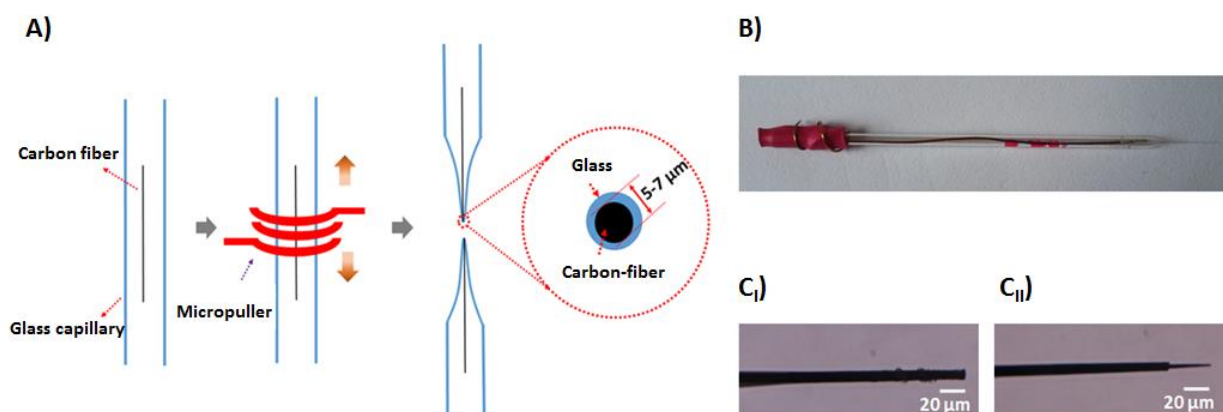 A)
Carbon fiber
Glass capillary
Micropuller
Glass
5-7 µm
Carbon-fiber
B)
CI)
20 µm
CII)
20 µm